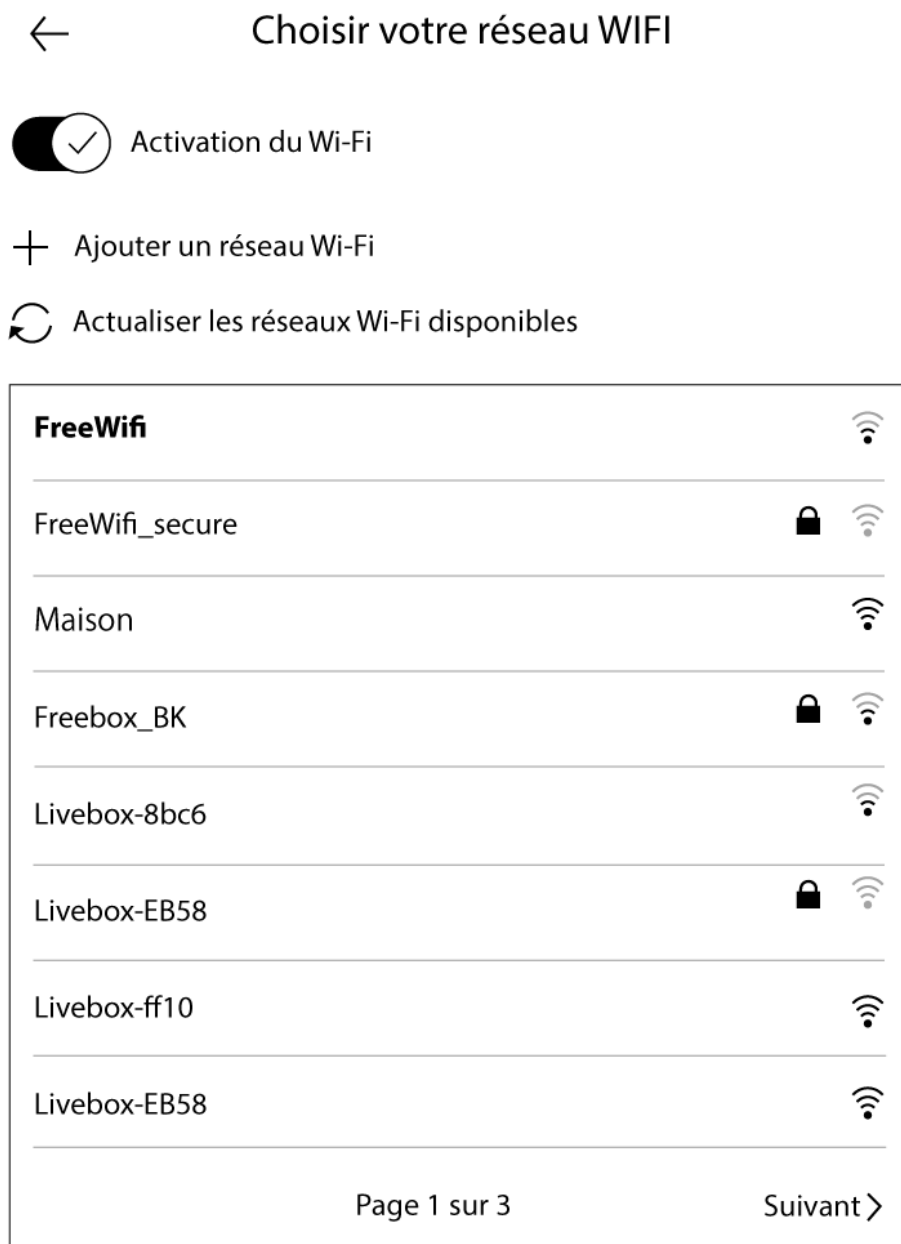 Choisir votre réseau WIFI
Activation du Wi-Fi
Ajouter un réseau Wi-Fi
Actualiser les réseaux Wi-Fi disponibles
FreeWifi
FreeWifi_secure
Maison
Freebox_BK
Livebox-8bc6
Livebox-EB58
Livebox-ff10
Livebox-EB58
Page 1 sur 3 Suivant